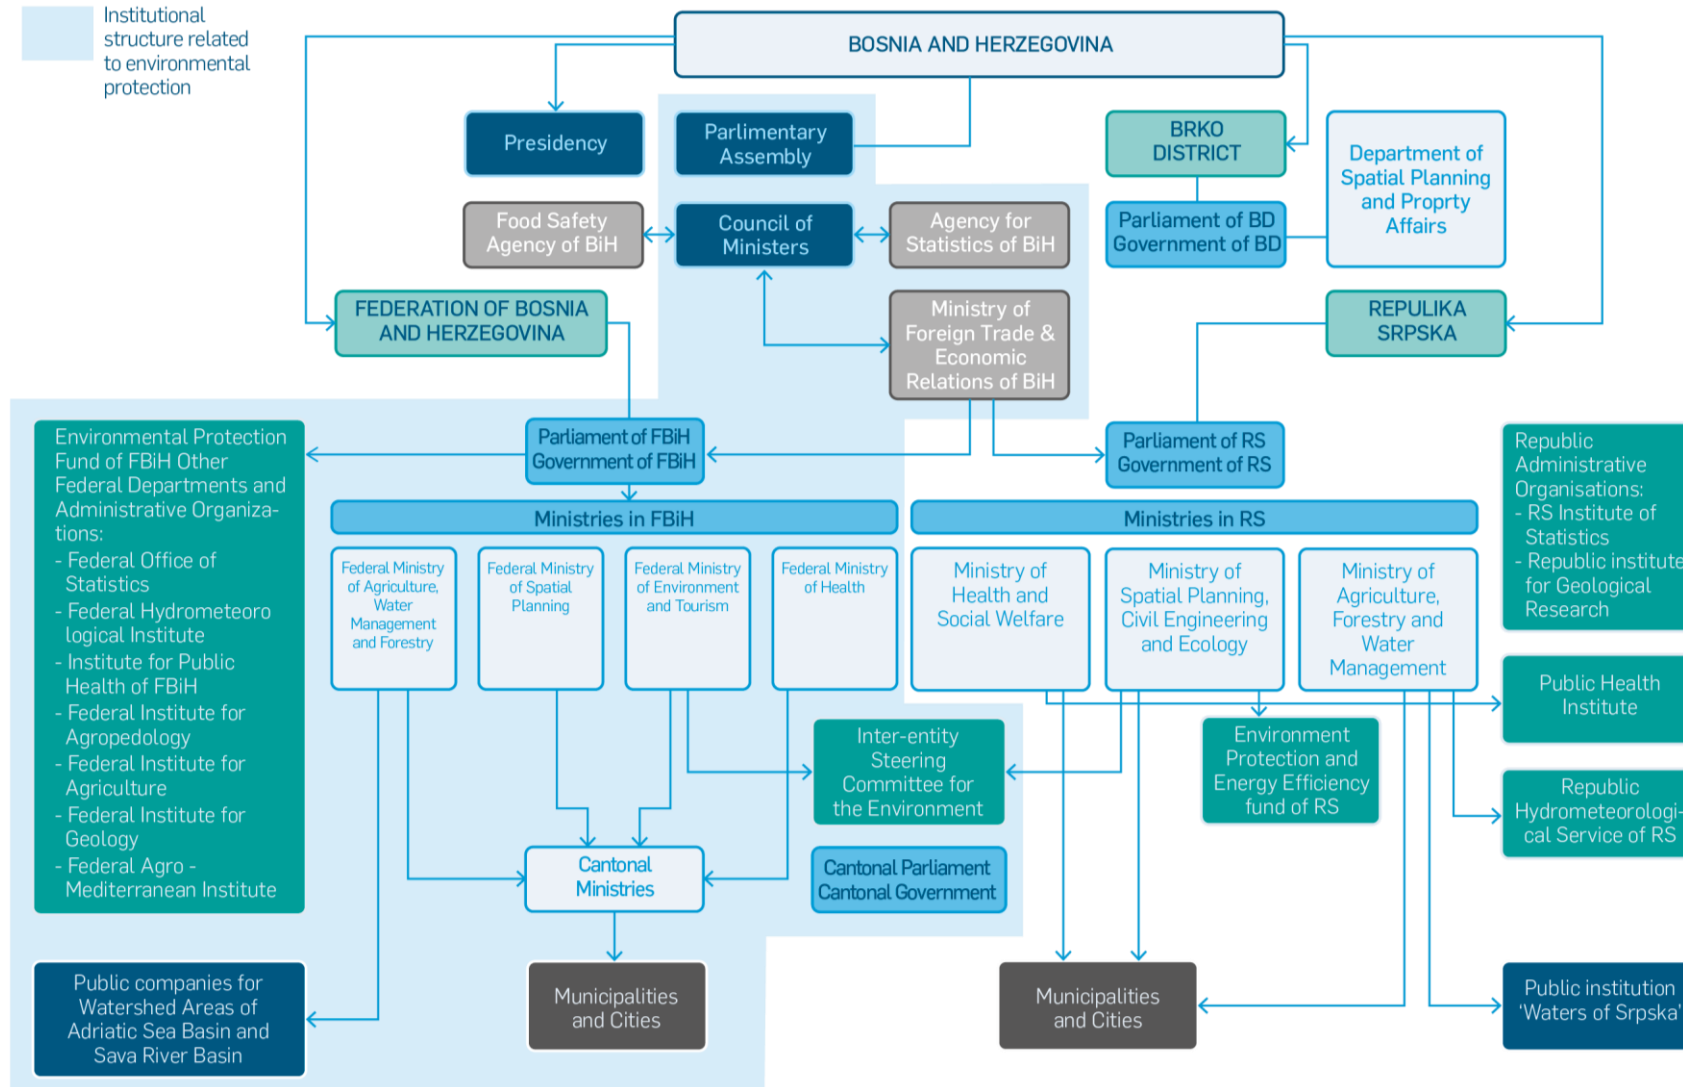 Institutional
structure related
to environmental
protection
BOSNIA AND HERZEGOVINA
Presidency
Parlimentary
Assembly
BRKO
DISTRICT
Department of
Spatial Planning
and Proprty
Affairs
Food Safety
Agency of BiH
Council of
Ministers
Agency for
Statistics of BiH
Parliament of BD
Government of BD
FEDERATION OF BOSNIA
AND HERZEGOVINA
Ministry of
Foreign Trade &
Economic
Relations of BiH
REPULIKA
SRPSKA
Environmental Protection
Fund of FBiH Other
Federal Departments and
Administrative Organiza-
tions:
- Federal Office of
Statistics
- Federal Hydrometeoro
logical Institute
- Institute for Public
Health of FBiH
- Federal Institute for
Agropedology
- Federal Institute for
Agriculture
- Federal Institute for
Geology
- Federal Agro -
Mediterranean Institute
Parliament of FBiH
Government of FBiH
Parliament of RS
Government of RS
Republic
Administrative
Organisations:
- RS Institute of
Statistics
- Republic institute
for Geological
Research
Ministries in FBiH
Ministries in RS
Federal Ministry
of Agriculture,
Water
Management
and Forestry
Federal Ministry
of Spatial
Planning
Federal Ministry
of Environment
and Tourism
Federal Ministry
of Health
Ministry of
Health and
Social Welfare
Ministry of
Spatial Planning,
Civil Engineering
and Ecology
Ministry of
Agriculture,
Forestry and
Water
Management
Public Health
Institute
Inter-entity
Steering
Committee for
the Environment
Environment
Protection and
Energy Efficiency
fund of RS
Republic
Hydrometeorologi-
cal Service of RS
Cantonal
Ministries
Cantonal Parliament
Cantonal Government
Public companies for
Watershed Areas of
Adriatic Sea Basin and
Sava River Basin
Municipalities
and Cities
Municipalities
and Cities
Public institution
‘Waters of Srpska’